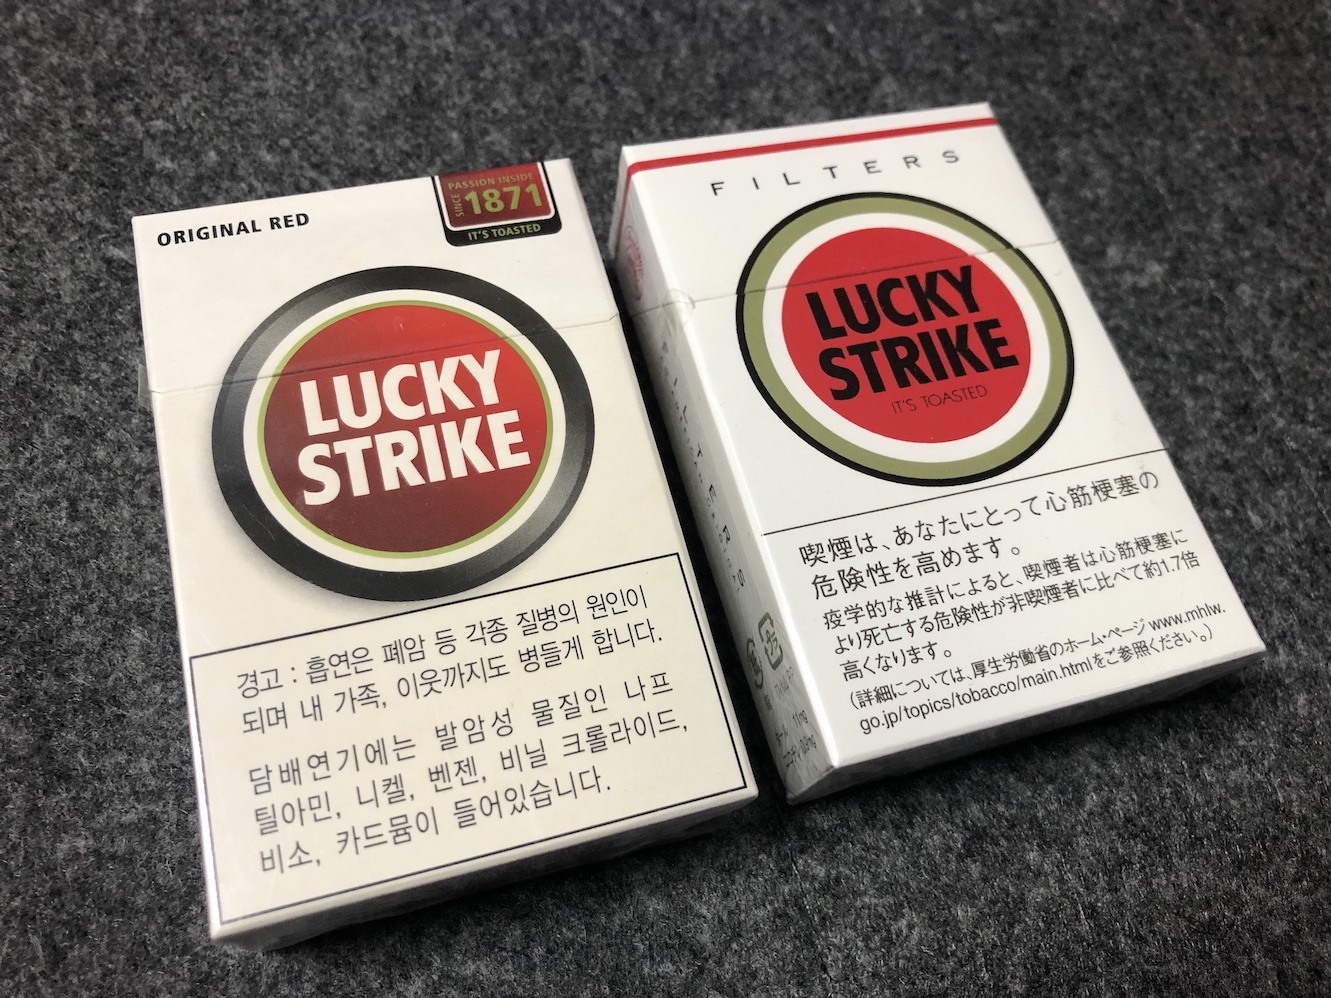 ORIGINAL RED
PASSION INSIDE
SINCE 1871
IT'S TOASTED
LUCKY
STRIKE
경고 : 흡연은 폐암 등 각종 질병의 원인이
되며 내 가족, 이웃까지도 병들게 합니다.
담배연기에는 발암성 물질인 나프
틸아민, 니켈, 벤젠, 비닐 크롤라이드,
비소, 카드뮴이 들어있습니다.
FILTERS
LUCKY
STRIKE
IT'S TOASTED
喫煙は、あなたにとって心筋梗塞の
危険性を高めます。
疫学的な推計によると、喫煙者は心筋梗塞に
より死亡する危険性が非喫煙者に比べて約1.7倍
高くなります。
(詳細については、厚生労働省のホーム・ページ www.mhlw.
go.jp/topics/tobacco/main.htmlをご参照ください。)